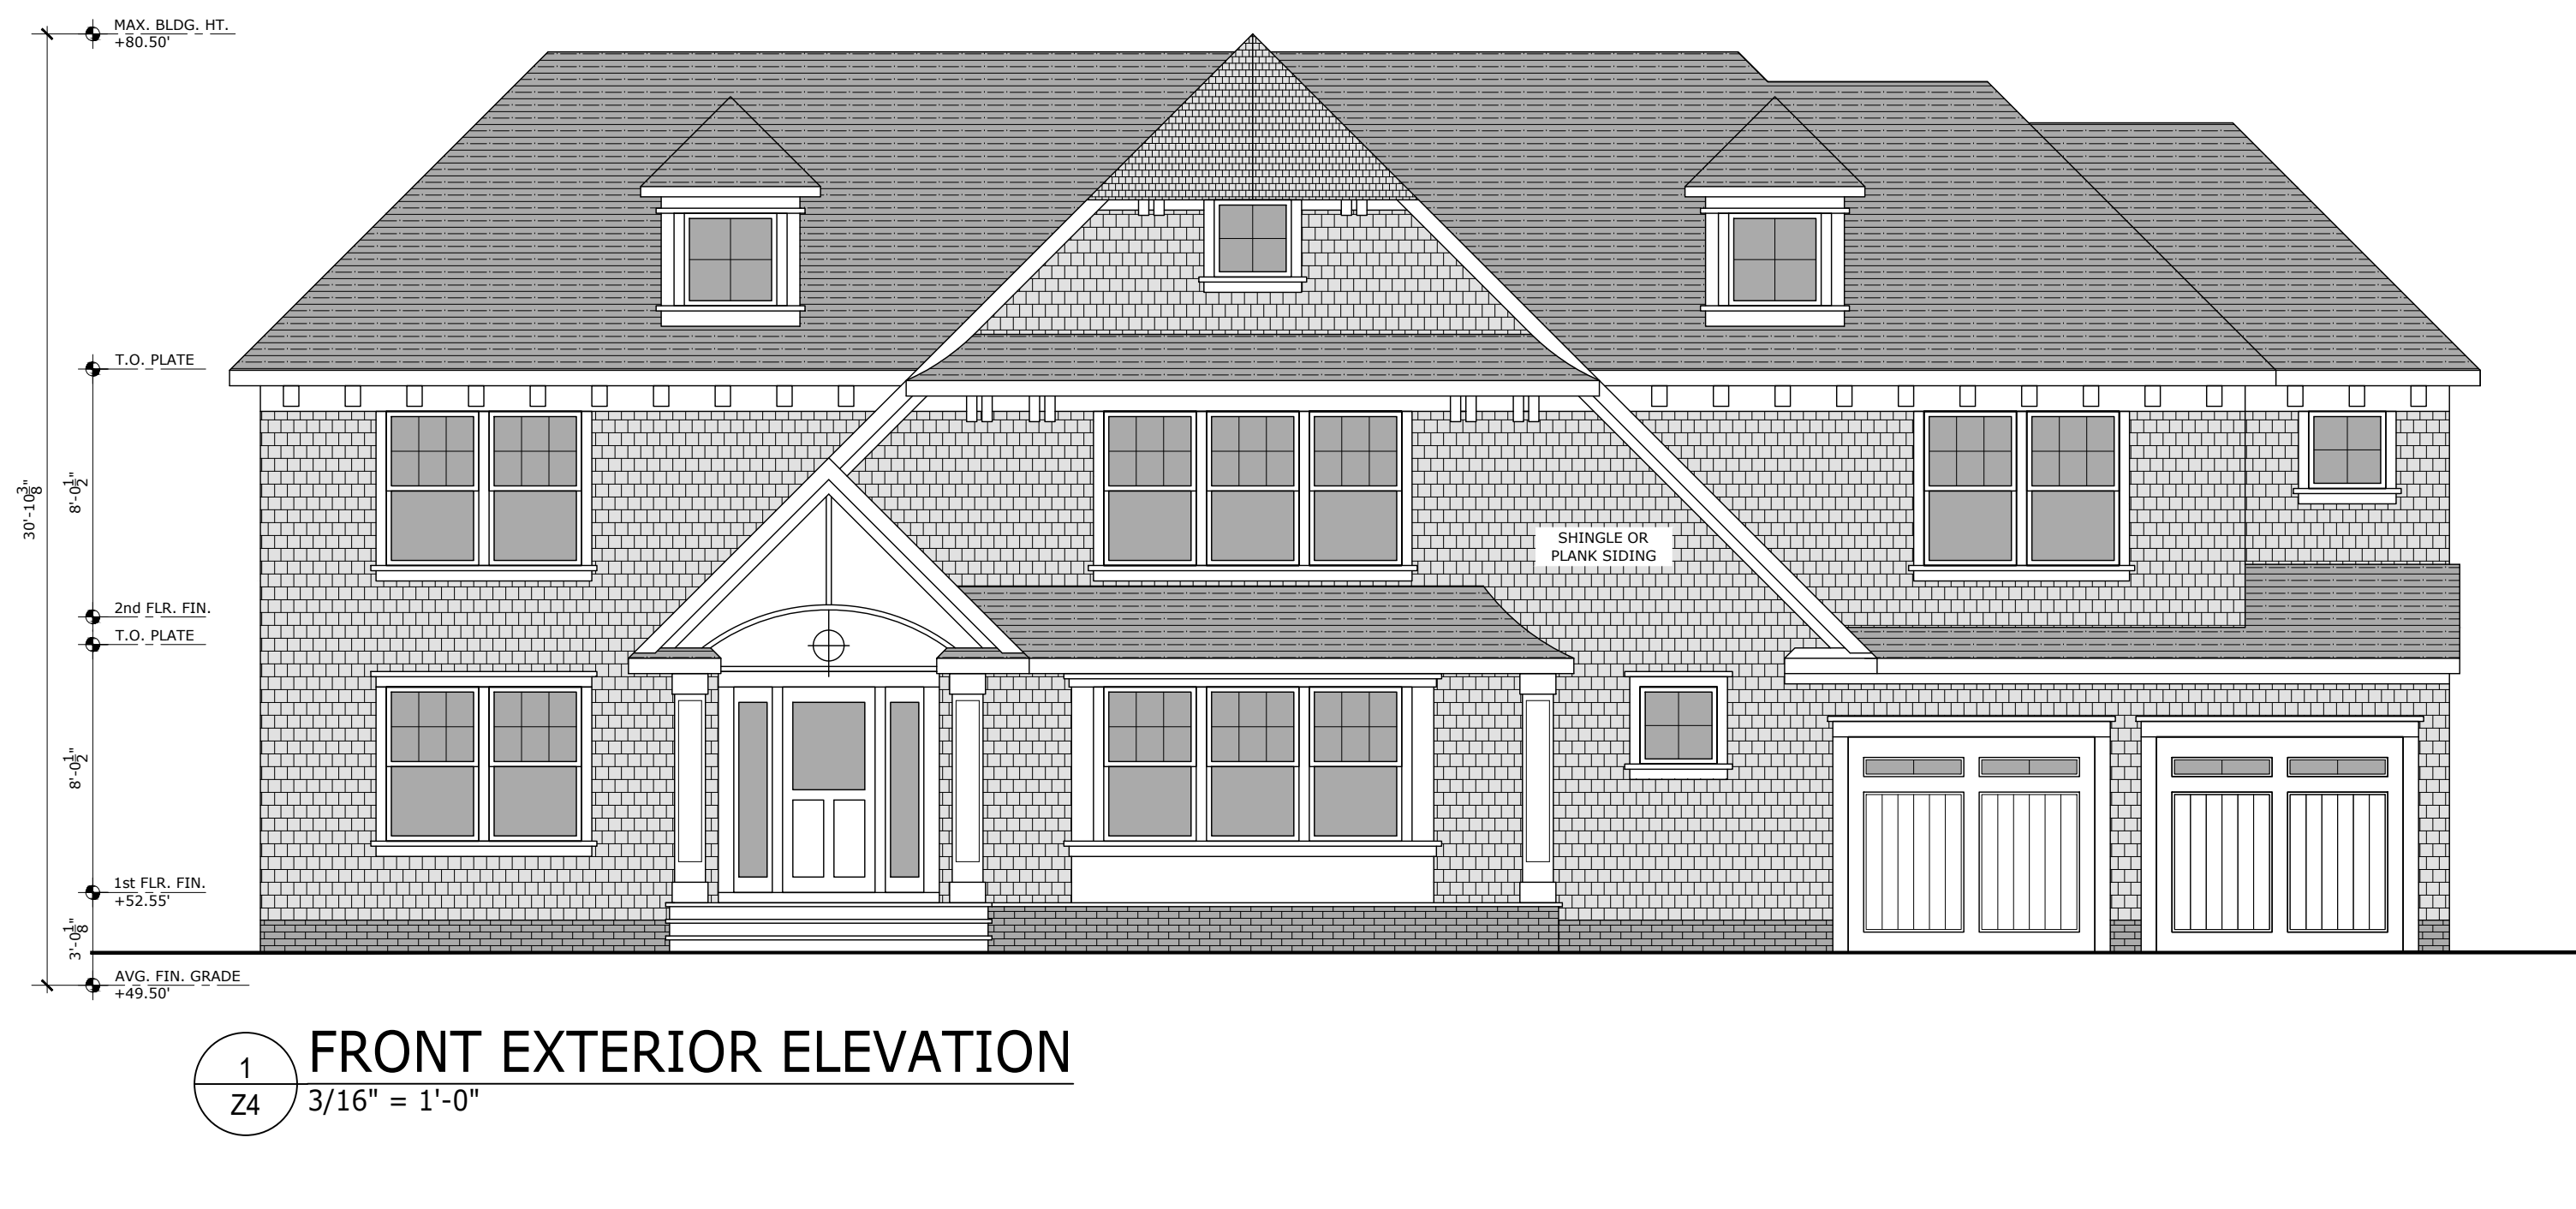 MAX. BLDG. HT.
+80.50'
T.O. PLATE
8'-0 1/2"
30'-10 3/8"
2nd FLR. FIN.
T.O. PLATE
SHINGLE OR
PLANK SIDING
8'-0 1/2"
1st FLR. FIN.
+52.55'
3'-0 1/8"
AVG. FIN. GRADE
+49.50'
1
Z4
FRONT EXTERIOR ELEVATION
3/16" = 1'-0"